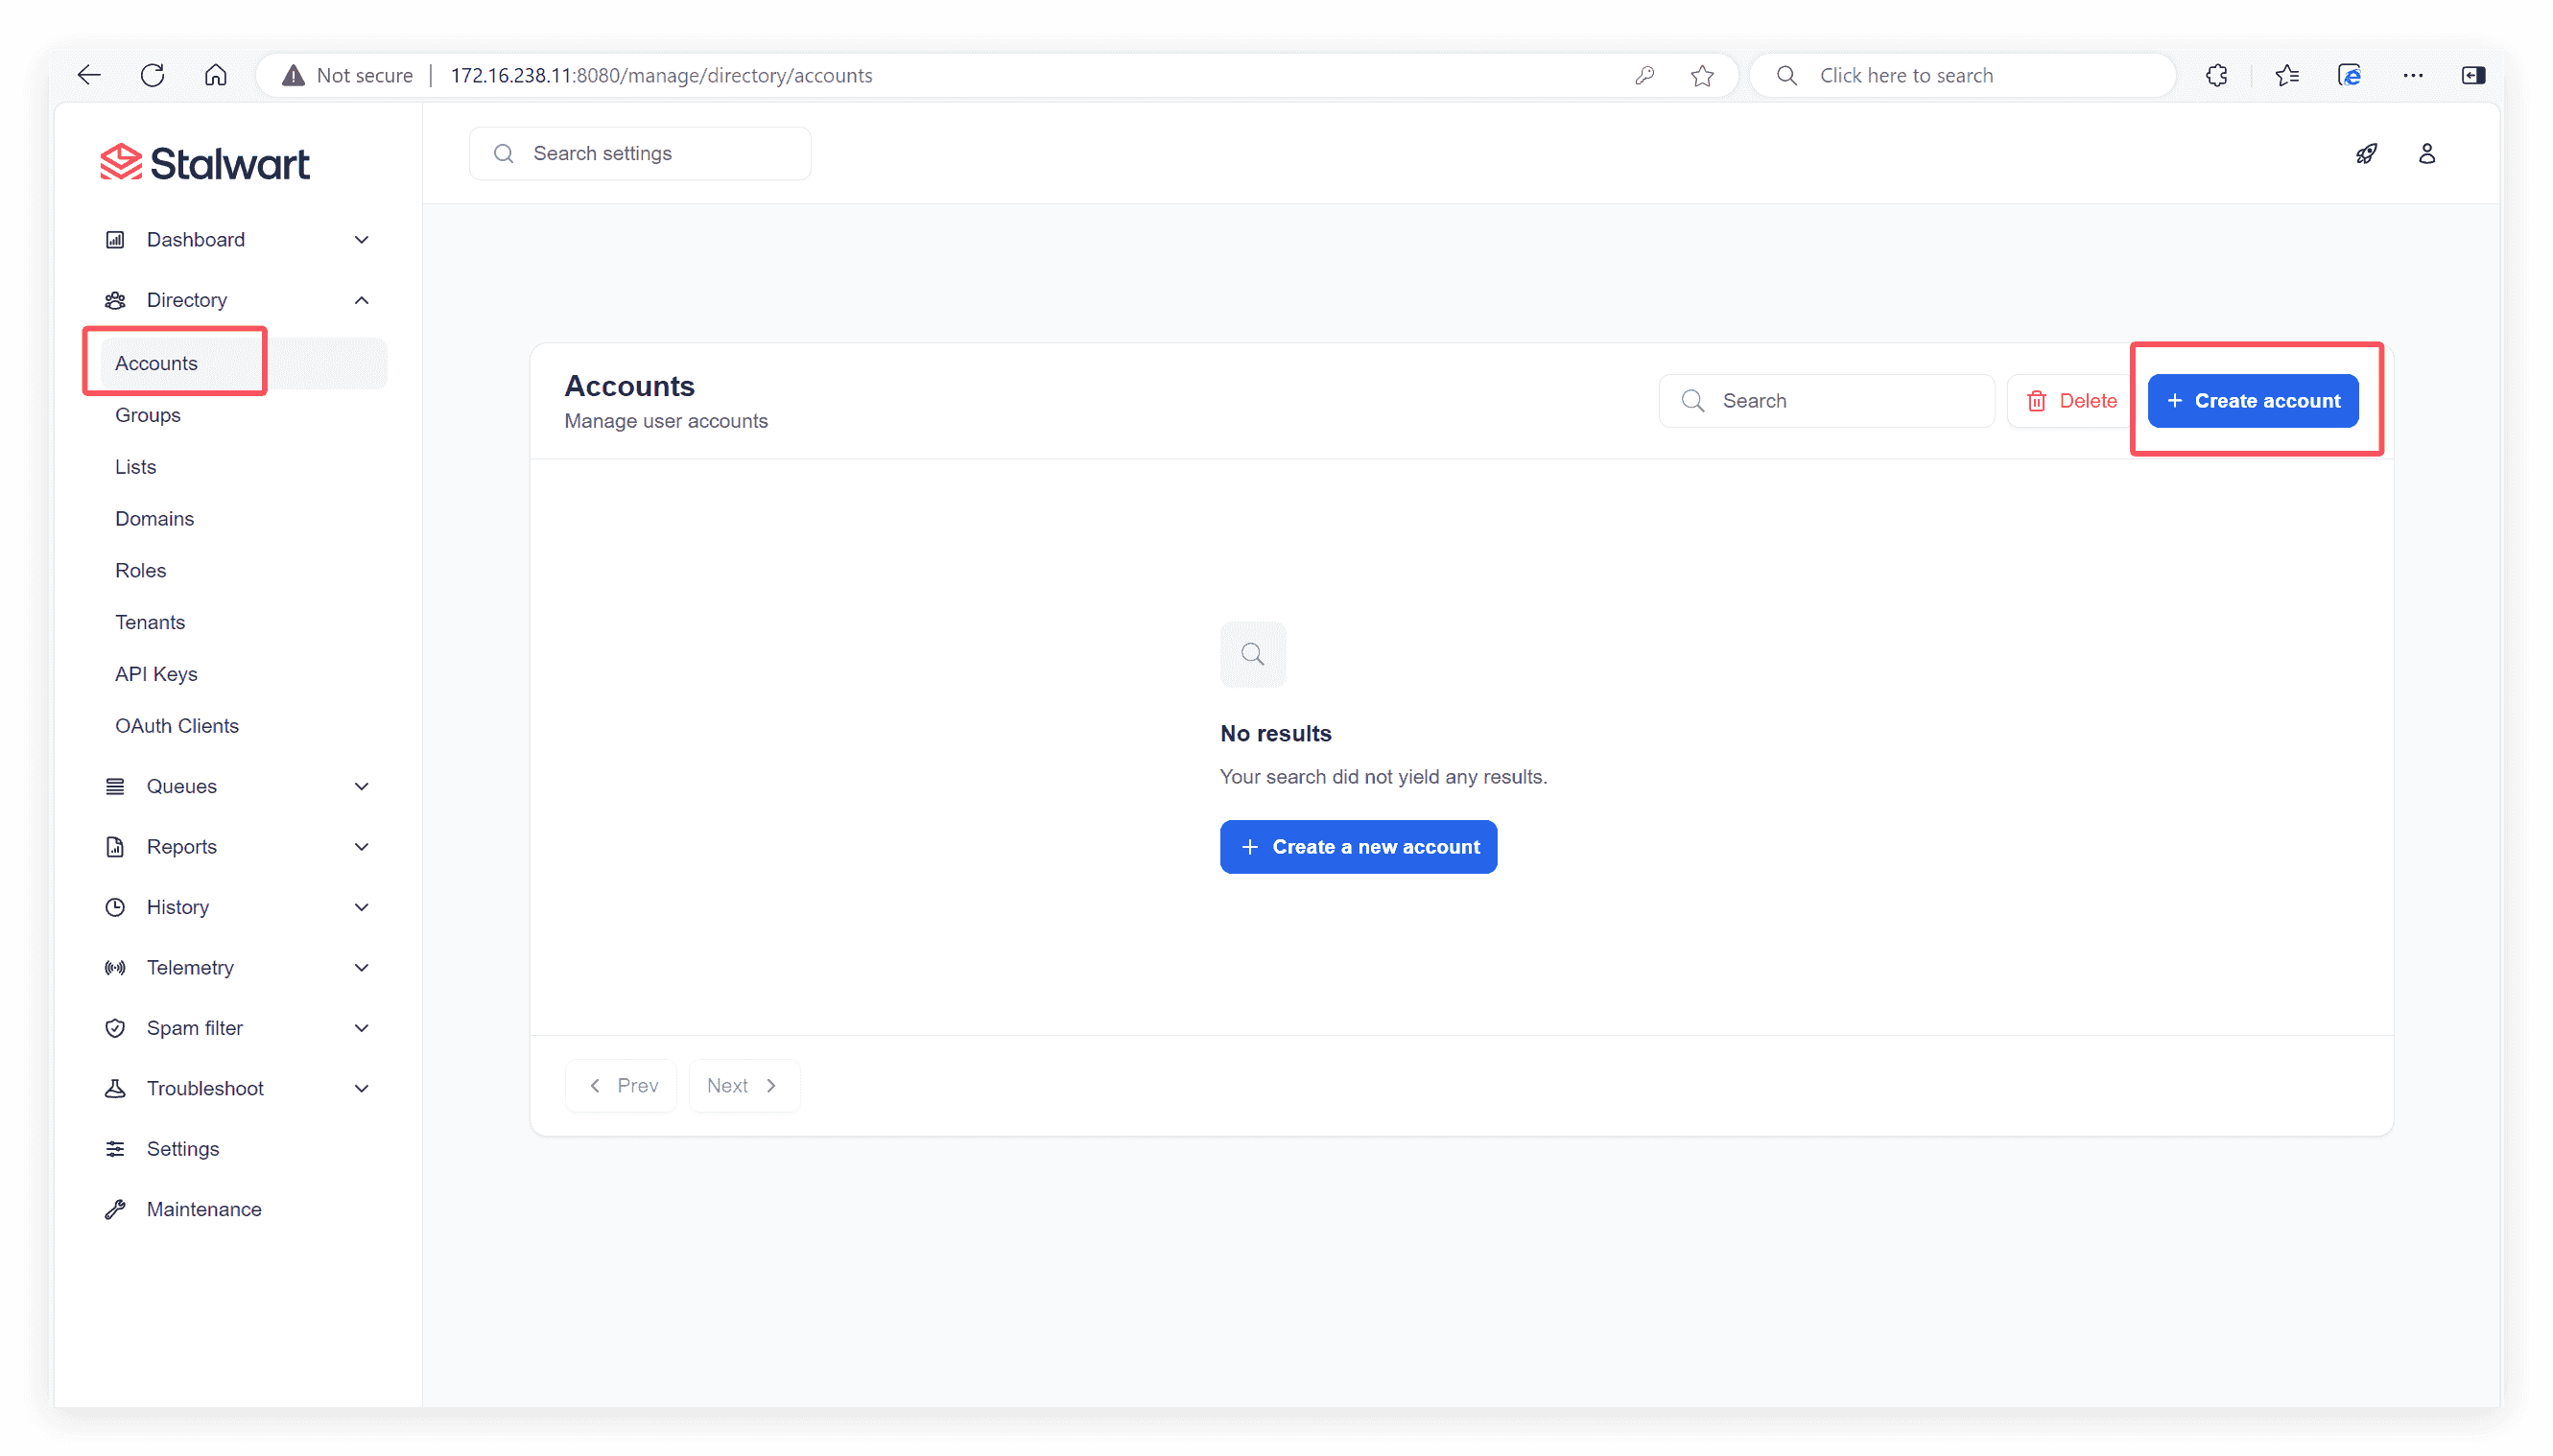 Not secure
172.16.238.11:8080/manage/directory/accounts
Click here to search
Stalwart
Search settings
Dashboard
Directory
Accounts
Groups
Lists
Domains
Roles
Tenants
API Keys
OAuth Clients
Queues
Reports
History
Telemetry
Spam filter
Troubleshoot
Settings
Maintenance
Accounts
Manage user accounts
Search
Delete
+ Create account
No results
Your search did not yield any results.
+ Create a new account
Prev
Next